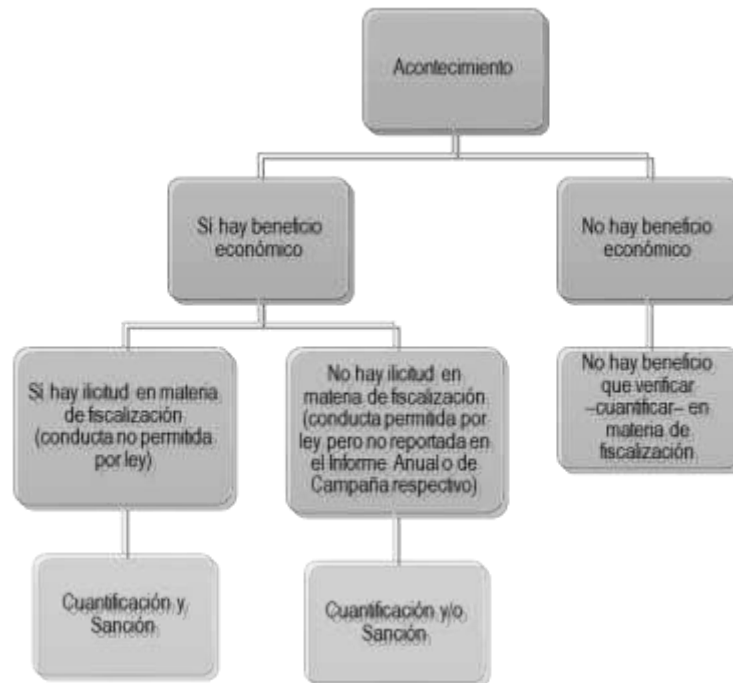 Acontecimiento
Sí hay beneficio
económico
No hay beneficio
económico
Sí hay ilicitud en materia
de fiscalización
(conducta no permitida
por ley)
No hay ilicitud en
materia de fiscalización
(conducta permitida por
ley pero no reportada en
el Informe Anual o de
Campaña respectivo)
No hay beneficio
que verificar
–cuantificar– en
materia de
fiscalización
Cuantificación y
Sanción
Cuantificación y/o
Sanción